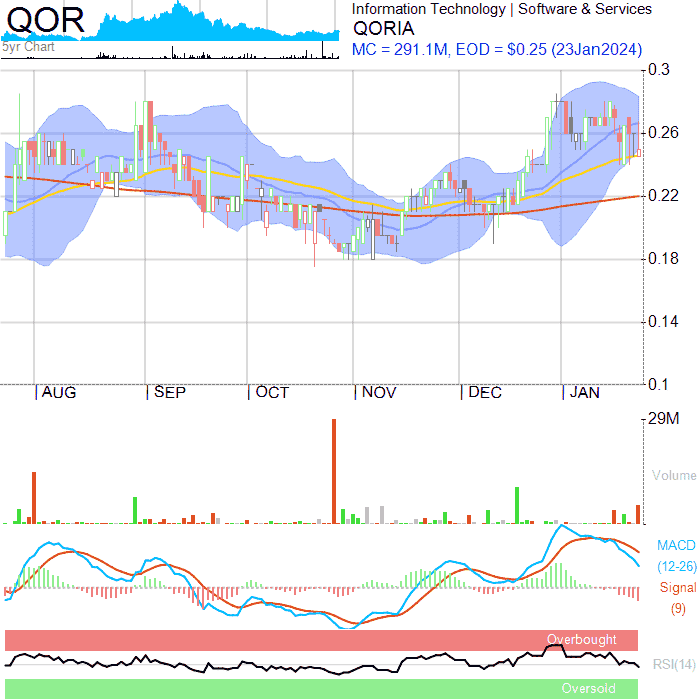 QOR
5yr Chart
Information Technology | Software & Services
QORIA
MC = 291.1M, EOD = $0.25 (23Jan2024)
0.3
0.26
0.22
0.18
0.14
0.1
AUG SEP OCT NOV DEC JAN
29M
Volume
MACD
(12-26)
Signal
(9)
Overbought
RSI(14)
Oversold